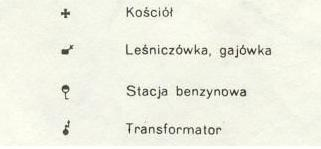 Kościół
Leśniczówka, gajówka
Stacja benzynowa
Transformator